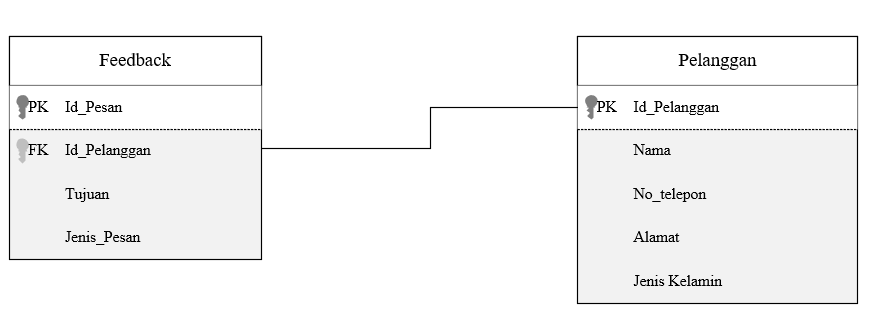 Feedback
PK Id_Pesan
FK Id_Pelanggan
Tujuan
Jenis_Pesan
Pelanggan
PK Id_Pelanggan
Nama
No_telepon
Alamat
Jenis Kelamin